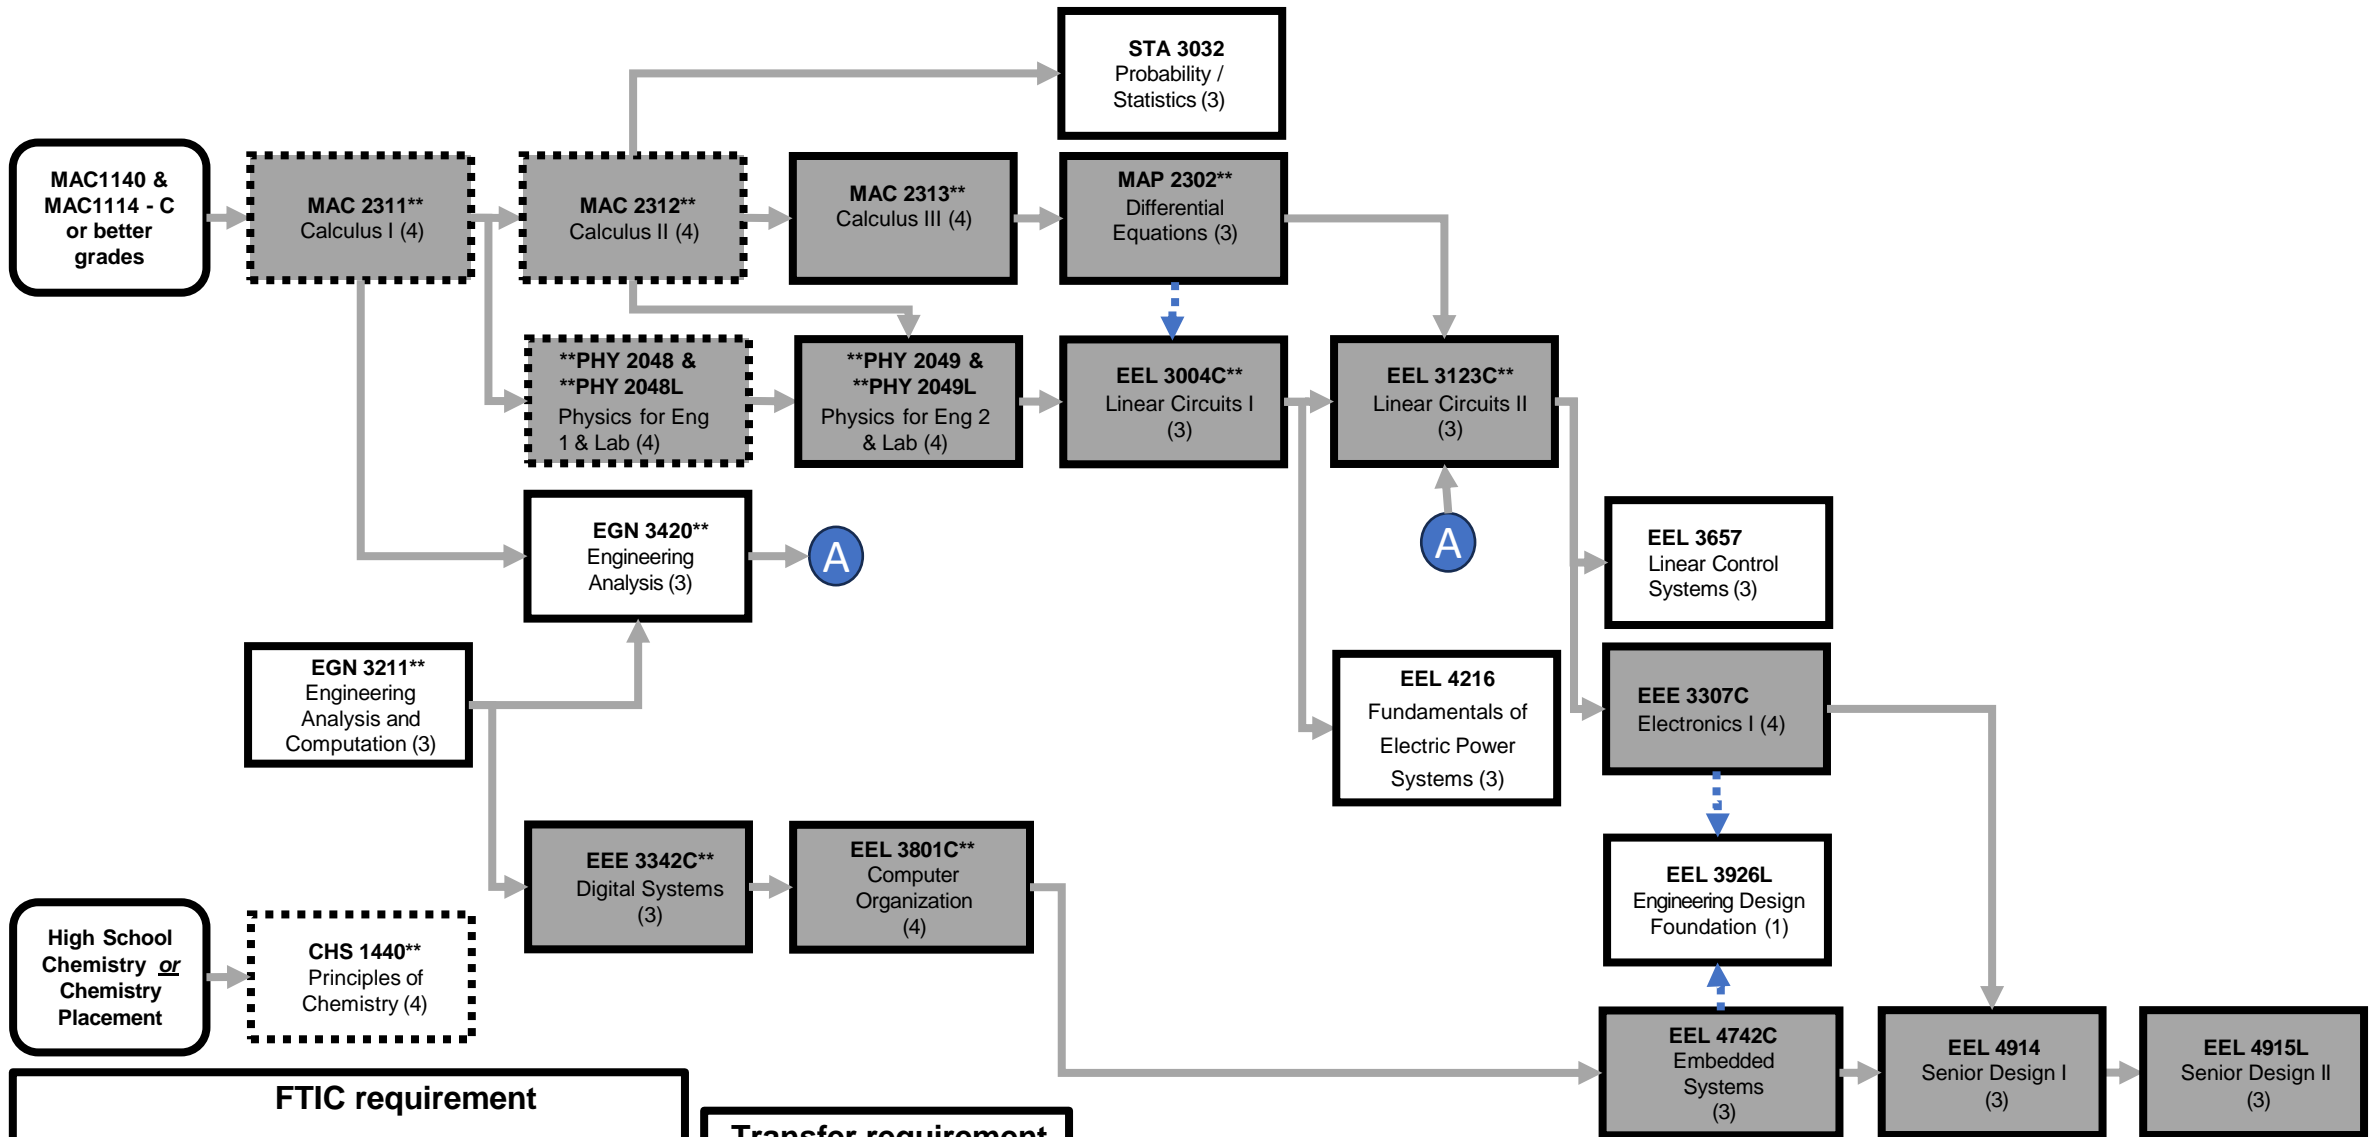 STA 3032
Probability /
Statistics (3)
MAC1140 &
MAC1114 - C
or better
grades
MAC 2311**
Calculus I (4)
MAC 2312**
Calculus II (4)
MAC 2313**
Calculus III (4)
MAP 2302**
Differential
Equations (3)
**PHY 2048 &
**PHY 2048L
Physics for Eng
1 & Lab (4)
**PHY 2049 &
**PHY 2049L
Physics for Eng 2
& Lab (4)
EEL 3004C**
Linear Circuits I
(3)
EEL 3123C**
Linear Circuits II
(3)
EGN 3420**
Engineering
Analysis (3)
A
A
EEL 3657
Linear Control
Systems (3)
EGN 3211**
Engineering
Analysis and
Computation (3)
EEL 4216
Fundamentals of
Electric Power
Systems (3)
EEE 3307C
Electronics I (4)
EEE 3342C**
Digital Systems
(3)
EEL 3801C**
Computer
Organization
(4)
EEL 3926L
Engineering Design
Foundation (1)
High School
Chemistry or
Chemistry
Placement
CHS 1440**
Principles of
Chemistry (4)
EEL 4742C
Embedded
Systems
(3)
EEL 4914
Senior Design I
(3)
EEL 4915L
Senior Design II
(3)
FTIC requirement
Transfer requirement